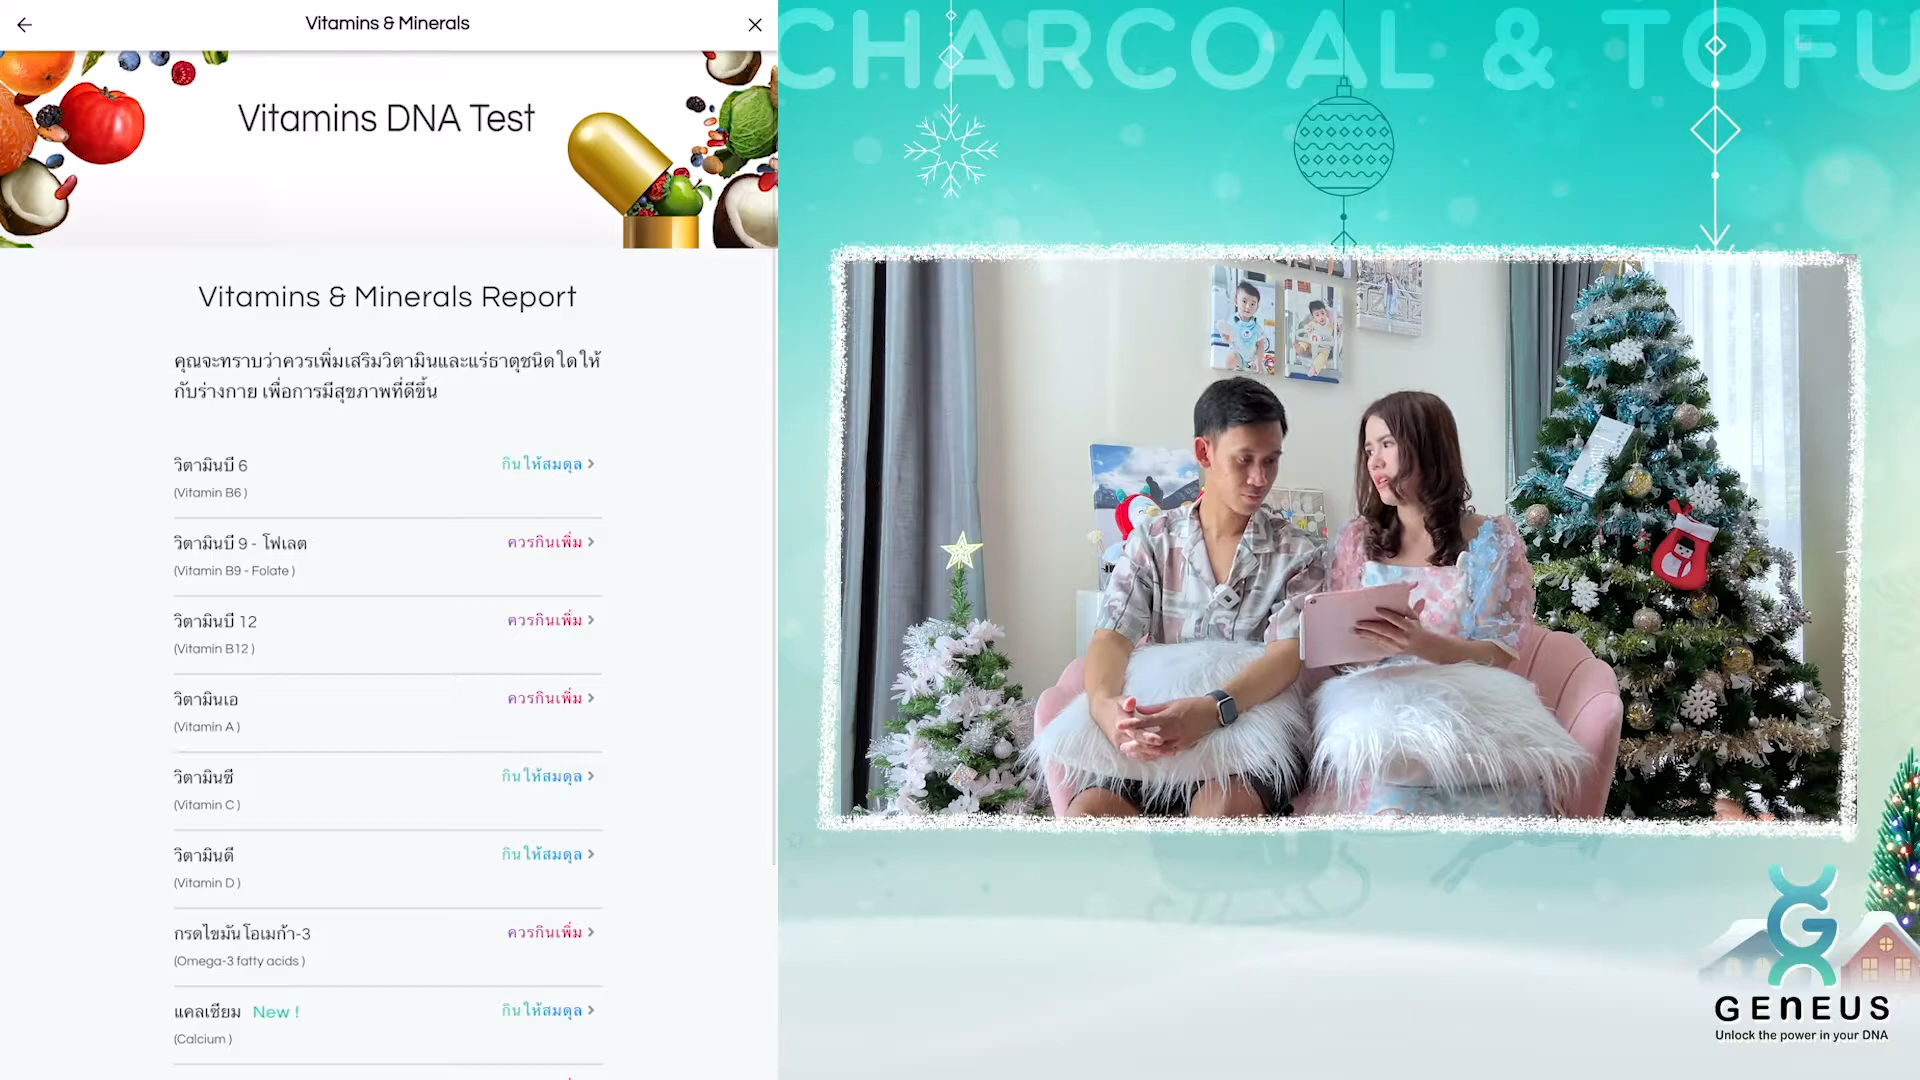 Vitamins & Minerals
Vitamins DNA Test
Vitamins & Minerals Report
คุณจะทราบว่าควรเพิ่มเสริมวิตามินและแร่ธาตุชนิดใดให้
กับร่างกาย เพื่อการมีสุขภาพที่ดีขึ้น
วิตามินบี 6 กินให้สมดุล
(Vitamin B6 )
วิตามินบี 9 - โฟเลต ควรกินเพิ่ม
(Vitamin B9 - Folate )
วิตามินบี 12 ควรกินเพิ่ม
(Vitamin B12 )
วิตามินเอ ควรกินเพิ่ม
(Vitamin A )
วิตามินซี กินให้สมดุล
(Vitamin C )
วิตามินดี กินให้สมดุล
(Vitamin D )
กรดไขมันโอเมก้า-3 ควรกินเพิ่ม
(Omega-3 fatty acids )
แคลเซียม New ! กินให้สมดุล
(Calcium )
CHARCOAL & TOFU
GENEUS
Unlock the power in your DNA